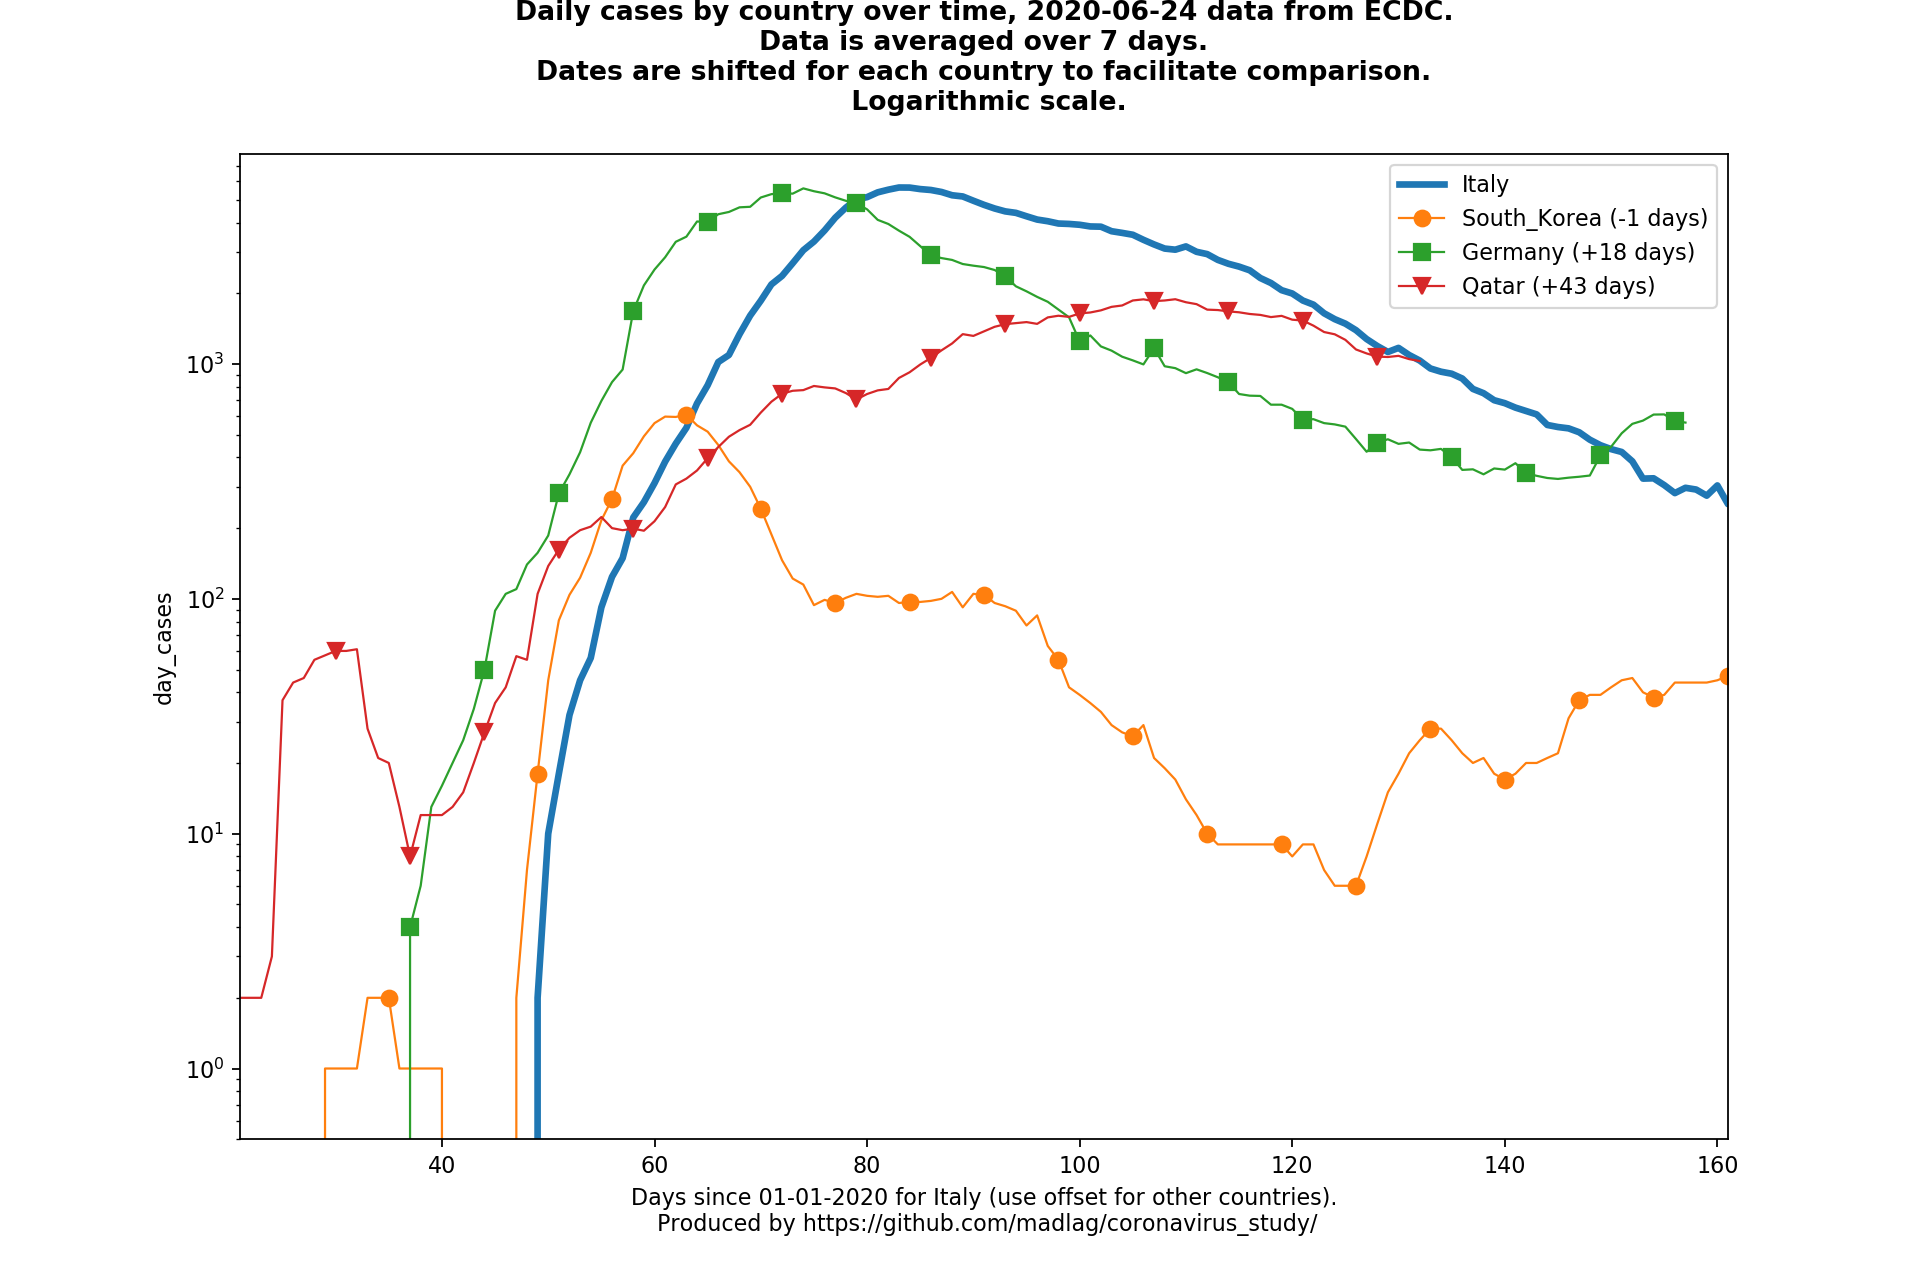 Daily cases by country over time, 2020-06-24 data from ECDC.
Data is averaged over 7 days.
Dates are shifted for each country to facilitate comparison.
Logarithmic scale.
Italy
South_Korea (-1 days)
Germany (+18 days)
Qatar (+43 days)
day_cases
10³
10²
10¹
10⁰
40 60 80 100 120 140 160
Days since 01-01-2020 for Italy (use offset for other countries).
Produced by https://github.com/madlag/coronavirus_study/